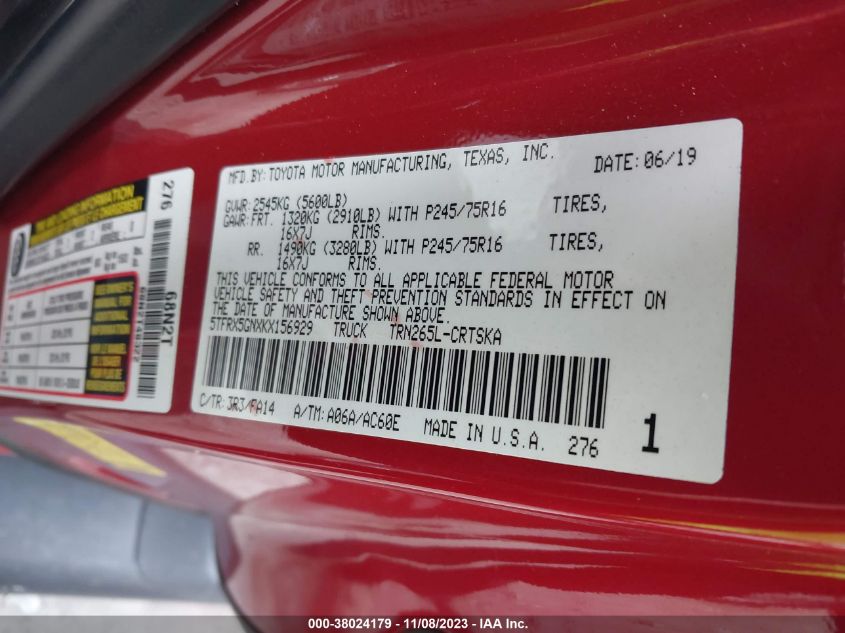 MFD.BY:TOYOTA MOTOR MANUFACTURING, TEXAS, INC. DATE:06/19
GVWR:2545KG (5600LB)
GAWR:FRT. 1320KG (2910LB) WITH P245/75R16 TIRES,
16X7J RIMS.
RR. 1490KG (3280LB) WITH P245/75R16 TIRES,
16X7J RIMS.
THIS VEHICLE CONFORMS TO ALL APPLICABLE FEDERAL MOTOR
VEHICLE SAFETY AND THEFT PREVENTION STANDARDS IN EFFECT ON
THE DATE OF MANUFACTURE SHOWN ABOVE.
5TFRX5GNXKX156929 TRUCK TRN265L-CRTSKA
C/TR:3R3/FA14 A/TM:A06A/AC60E MADE IN U.S.A. 276 1
276
68N2T
000-38024179 - 11/08/2023 - IAA Inc.